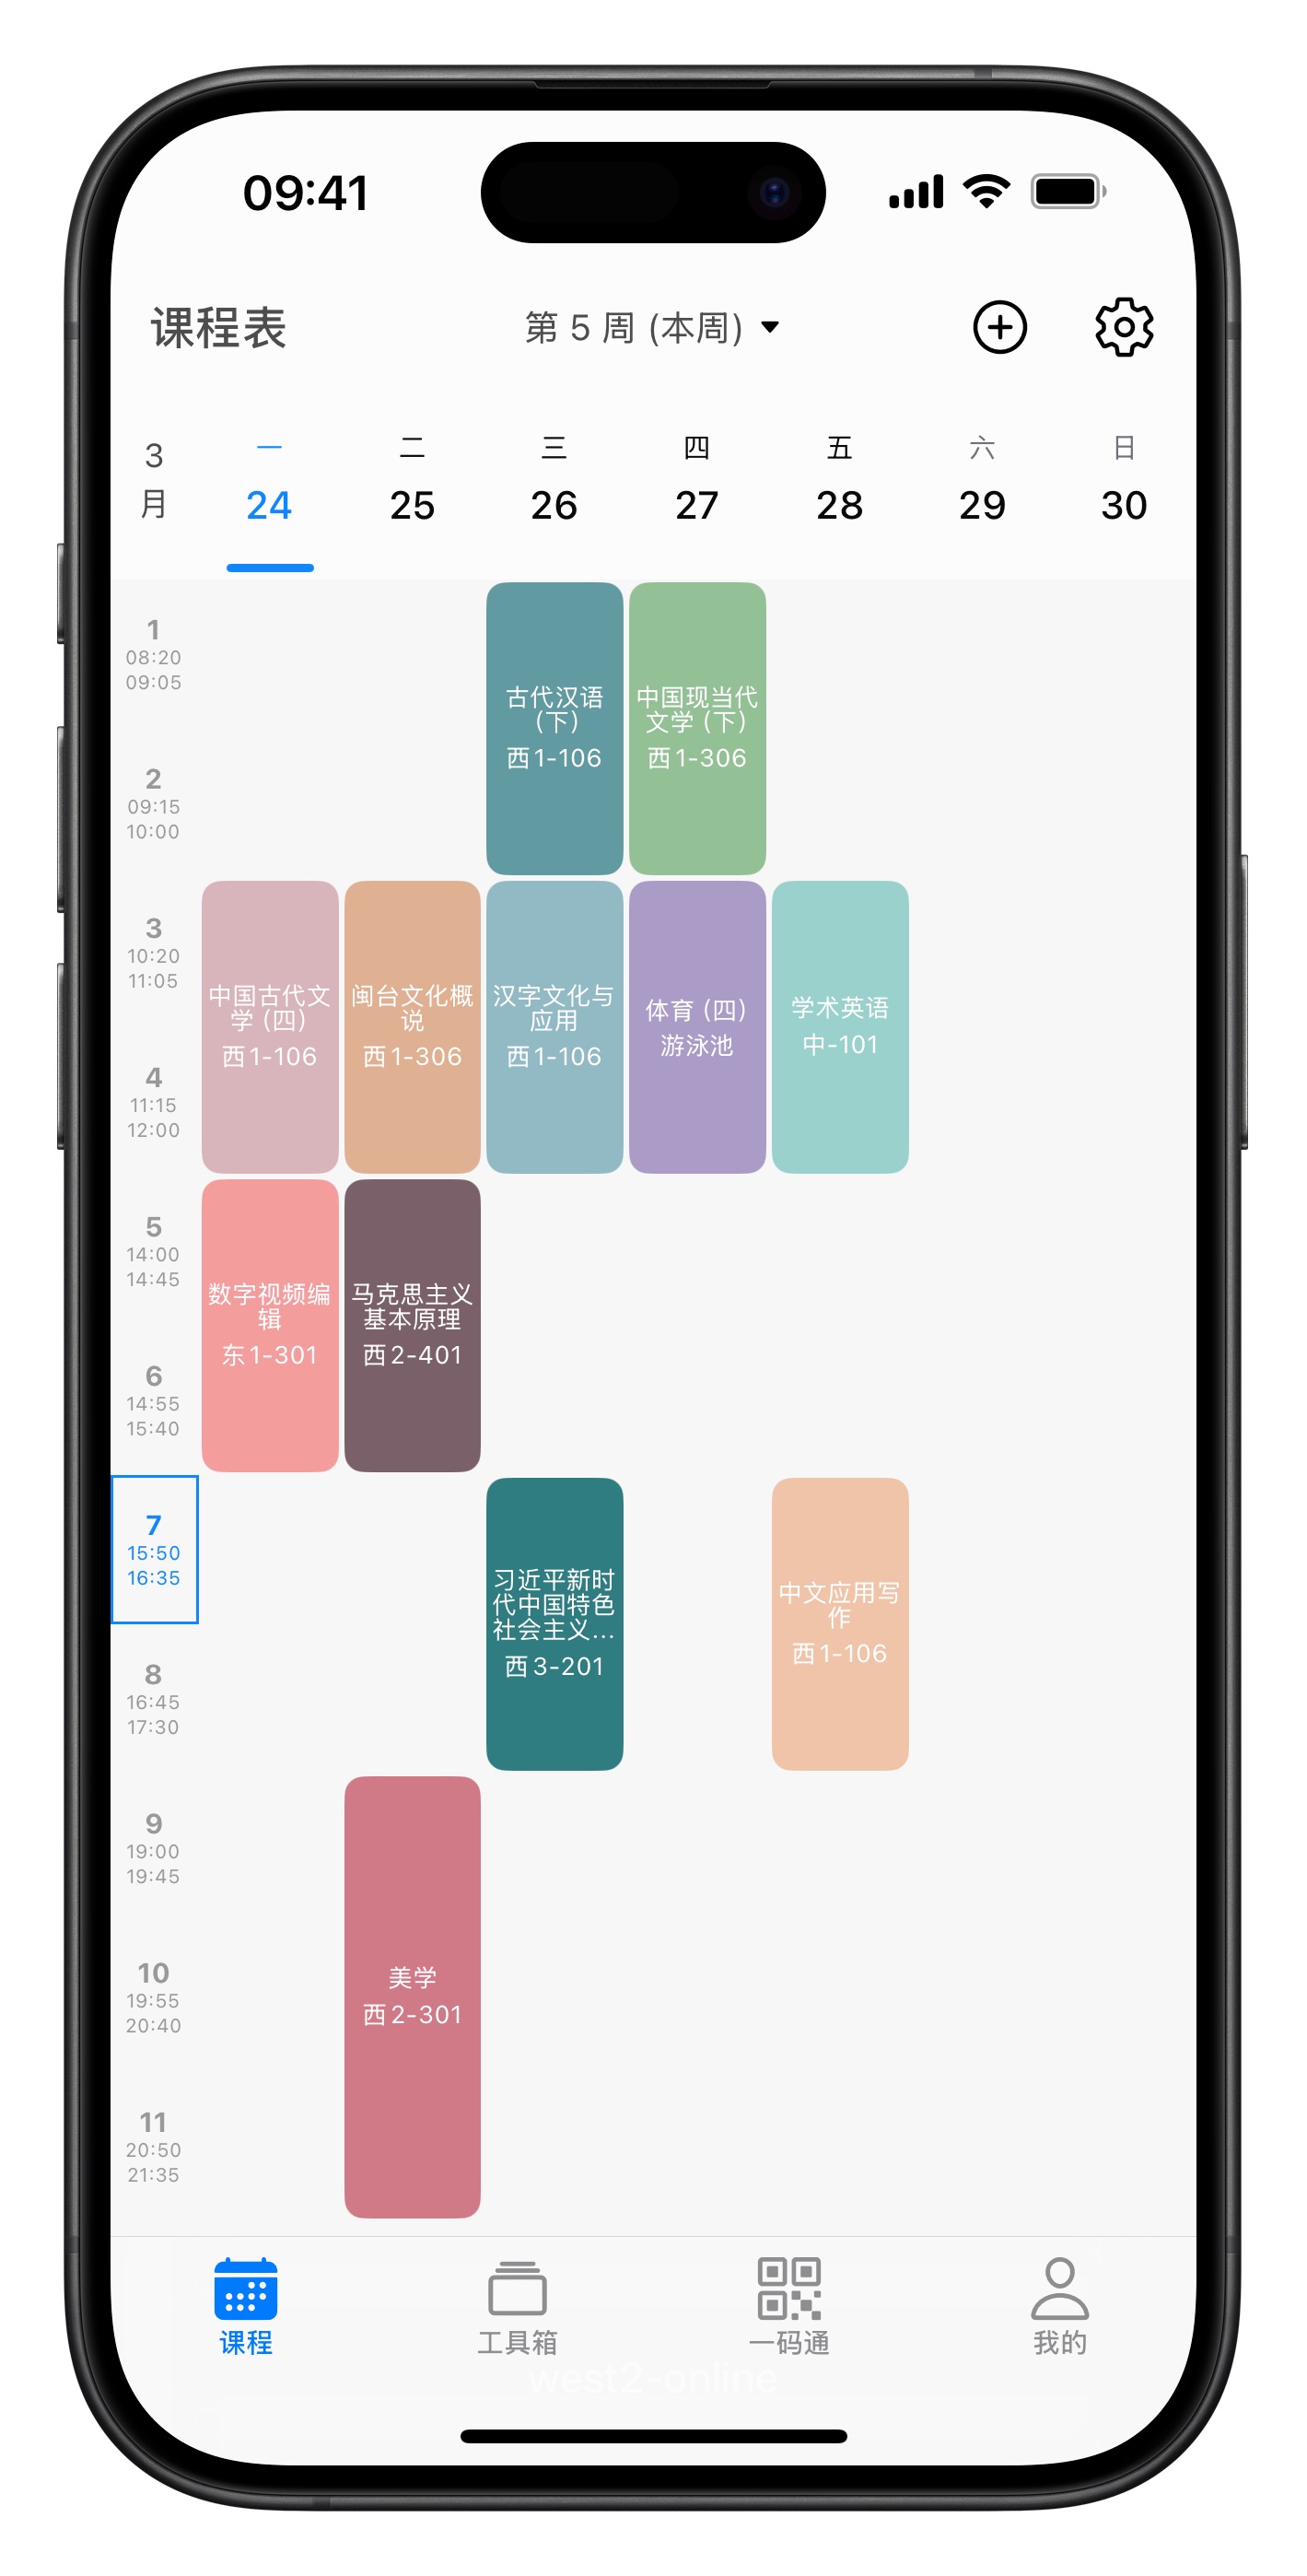 09:41
课程表
第 5 周 (本周)
3
月
一
二
三
四
五
六
日
24
25
26
27
28
29
30
1
08:20
09:05
2
09:15
10:00
3
10:20
11:05
4
11:15
12:00
5
14:00
14:45
6
14:55
15:40
7
15:50
16:35
8
16:45
17:30
9
19:00
19:45
10
19:55
20:40
11
20:50
21:35
古代汉语
(下)
西1-106
中国现当代
文学 (下)
西1-306
中国古代文
学 (四)
西1-106
闽台文化概
说
西1-306
汉字文化与
应用
西1-106
体育 (四)
游泳池
学术英语
中-101
数字视频编
辑
东1-301
马克思主义
基本原理
西2-401
习近平新时
代中国特色
社会主义...
西3-201
中文应用写
作
西1-106
美学
西2-301
课程
工具箱
一码通
我的
west2-online